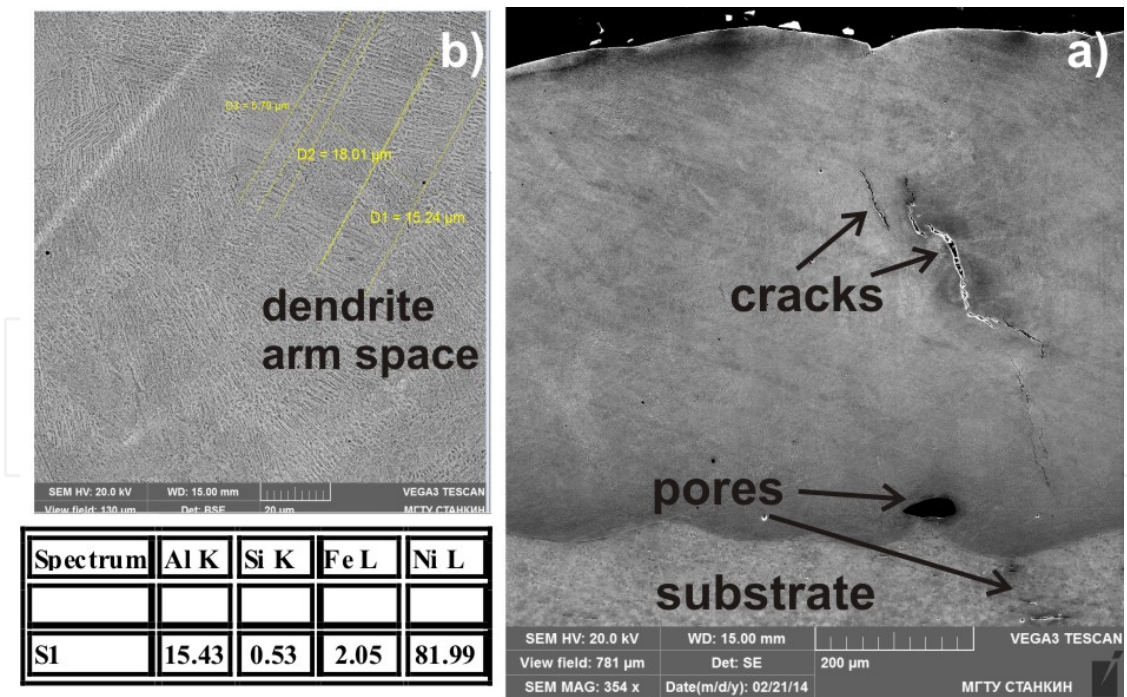 b)
D3 = 5.79 µm
D2 = 18.01 µm
D1 = 15.24 µm
dendrite
arm space
SEM HV: 20.0 kV WD: 15.00 mm VEGA3 TESCAN
View field: 130 µm Det: BSE 20 µm МГТУ СТАНКИН
Spectrum Al K Si K Fe L Ni L
S1 15.43 0.53 2.05 81.99
a)
cracks
pores
substrate
SEM HV: 20.0 kV WD: 15.00 mm VEGA3 TESCAN
View field: 781 µm Det: SE 200 µm
SEM MAG: 354 x Date(m/d/y): 02/21/14 МГТУ СТАНКИН